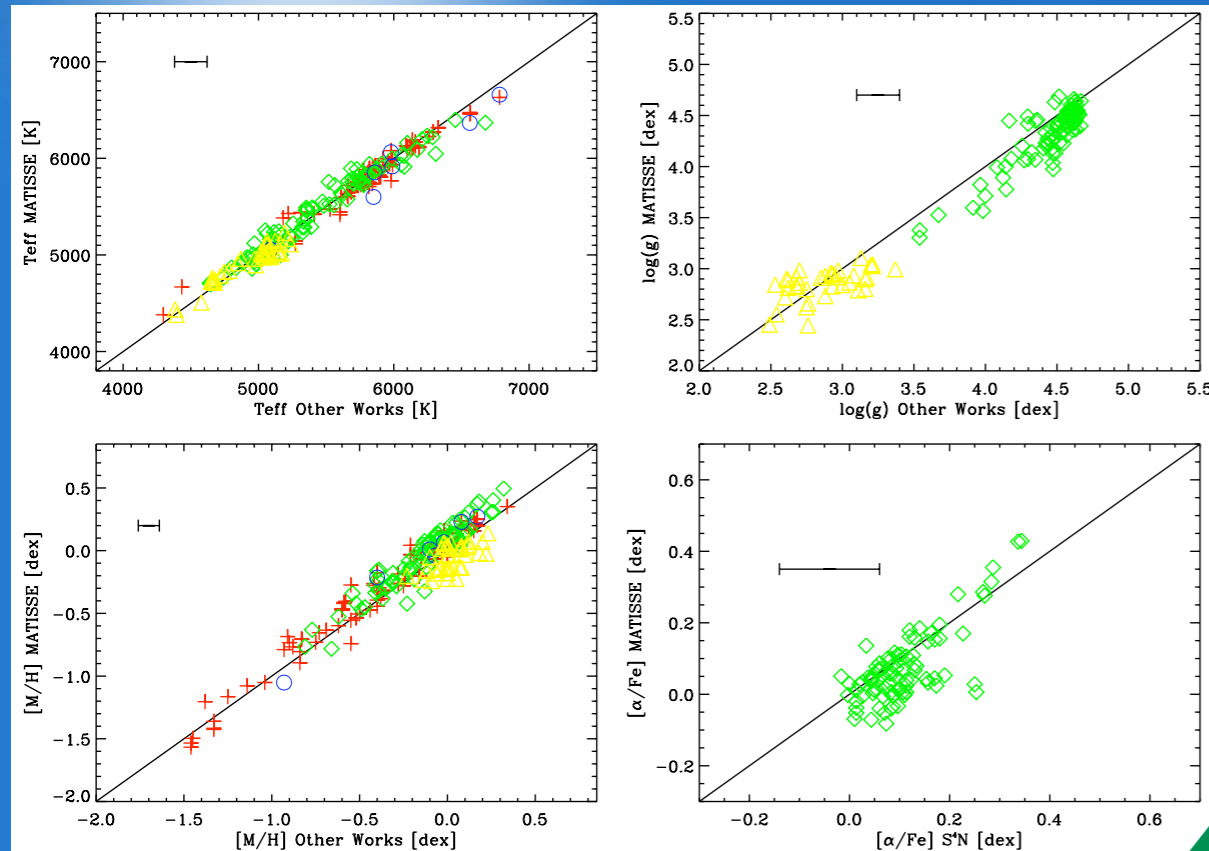 7000
6000
5000
4000
Teff MATISSE [K]
4000 5000 6000 7000
Teff Other Works [K]
5.5
5.0
4.5
4.0
3.5
3.0
2.5
2.0
log(g) MATISSE [dex]
2.0 2.5 3.0 3.5 4.0 4.5 5.0 5.5
log(g) Other Works [dex]
0.5
0.0
−0.5
−1.0
−1.5
−2.0
[M/H] MATISSE [dex]
−2.0 −1.5 −1.0 −0.5 0.0 0.5
[M/H] Other Works [dex]
0.6
0.4
0.2
0.0
−0.2
[α/Fe] MATISSE [dex]
−0.2 0.0 0.2 0.4 0.6
[α/Fe] S⁴N [dex]